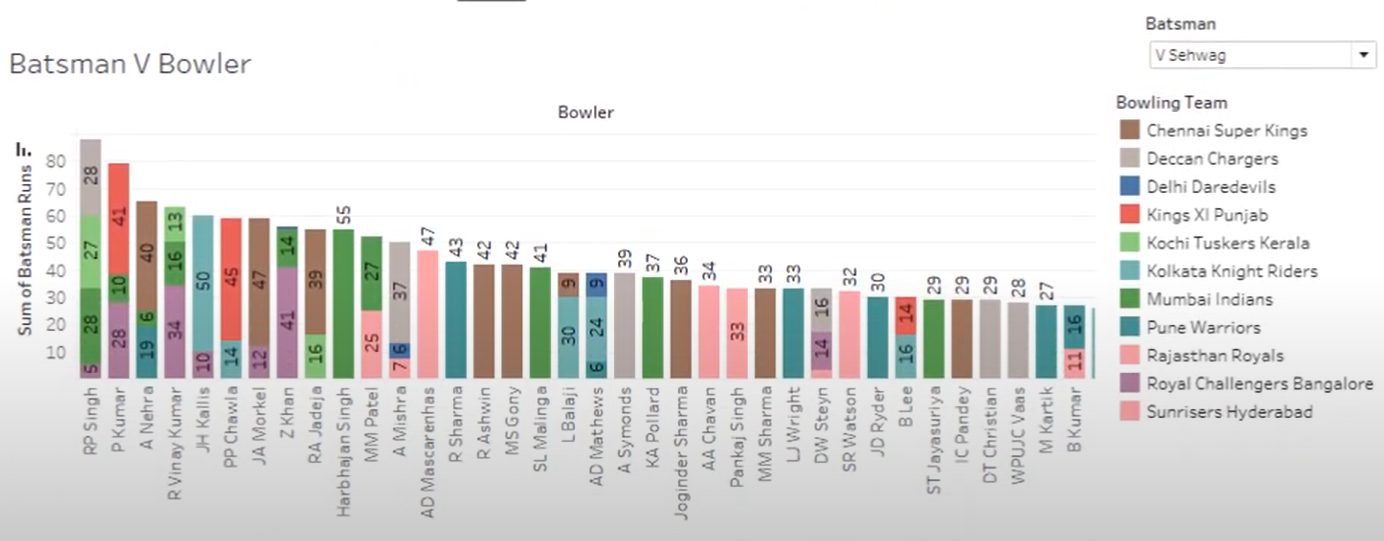 Batsman
V Sehwag
Batsman V Bowler
Bowler
Bowling Team
Chennai Super Kings
Deccan Chargers
Delhi Daredevils
Kings XI Punjab
Kochi Tuskers Kerala
Kolkata Knight Riders
Mumbai Indians
Pune Warriors
Rajasthan Royals
Royal Challengers Bangalore
Sunrisers Hyderabad
Sum of Batsman Runs
80
70
60
50
40
30
20
10
28
27
28
5
41
10
28
40
6
19
13
16
34
50
10
45
14
47
12
14
41
39
16
55
27
25
37
6
7
47
43
42
42
41
9
30
9
24
6
39
37
36
34
33
33
33
16
14
32
30
14
16
29
29
29
28
27
16
11
RP Singh
P Kumar
A Nehra
R Vinay Kumar
JH Kallis
PP Chawla
JA Morkel
Z Khan
RA Jadeja
Harbhajan Singh
MM Patel
A Mishra
AD Mascarenhas
R Sharma
R Ashwin
MS Gony
SL Malinga
L Balaji
AD Mathews
A Symonds
KA Pollard
Joginder Sharma
AA Chavan
Pankaj Singh
MM Sharma
LJ Wright
DW Steyn
SR Watson
JD Ryder
B Lee
ST Jayasuriya
IC Pandey
DT Christian
WPUJC Vaas
M Kartik
B Kumar